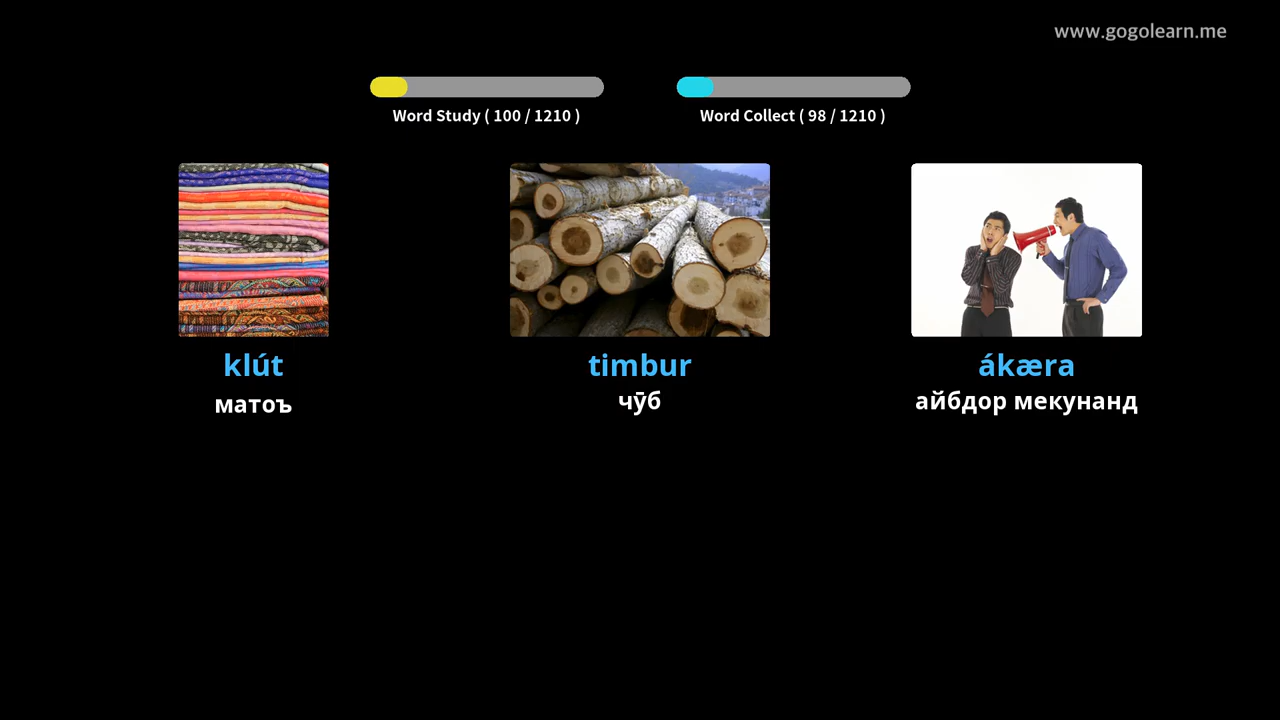 www.gogolearn.me
Word Study ( 100 / 1210 )
Word Collect ( 98 / 1210 )
klút
матоъ
timbur
чӯб
ákæra
айбдор мекунанд